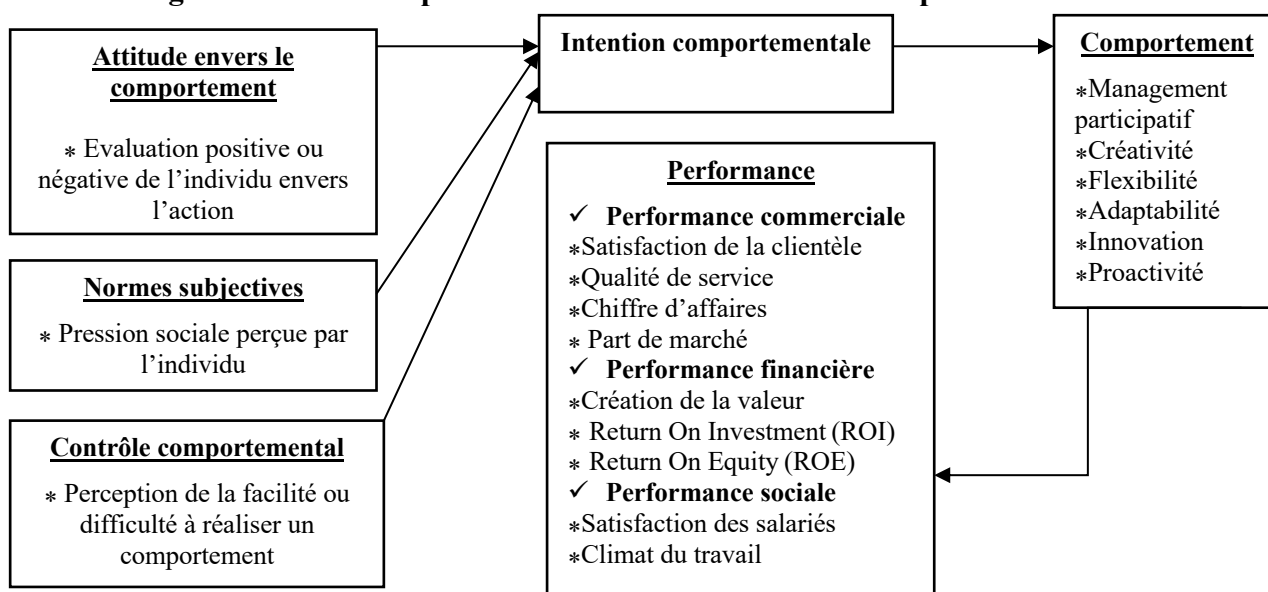 Attitude envers le
comportement
∗ Evaluation positive ou
négative de l’individu envers
l’action
Normes subjectives
∗ Pression sociale perçue par
l’individu
Contrôle comportemental
∗ Perception de la facilité ou
difficulté à réaliser un
comportement
Intention comportementale
Performance
✓ Performance commerciale
∗Satisfaction de la clientèle
∗Qualité de service
∗Chiffre d’affaires
∗ Part de marché
✓ Performance financière
∗Création de la valeur
∗ Return On Investment (ROI)
∗ Return On Equity (ROE)
✓ Performance sociale
∗Satisfaction des salariés
∗Climat du travail
Comportement
∗Management
participatif
∗Créativité
∗Flexibilité
∗Adaptabilité
∗Innovation
∗Proactivité